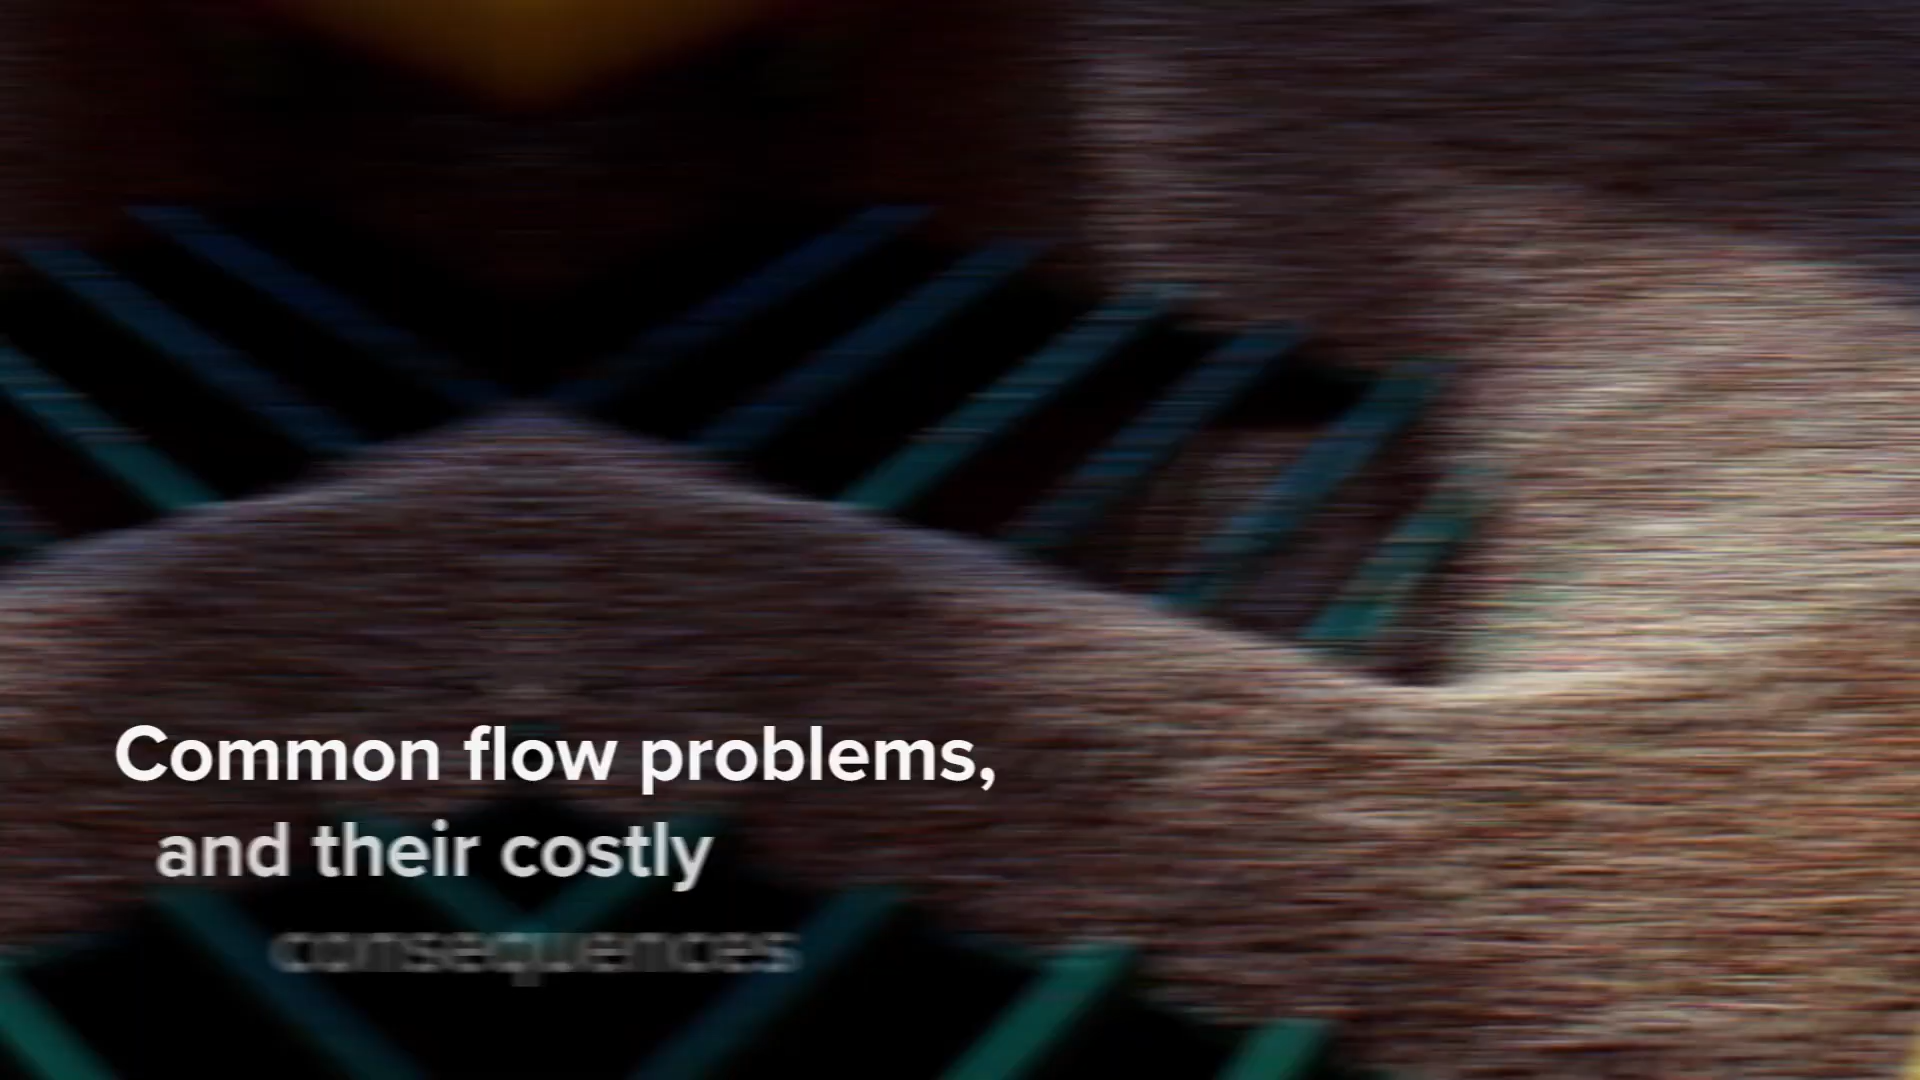 Common flow problems,
and their costly
consequences